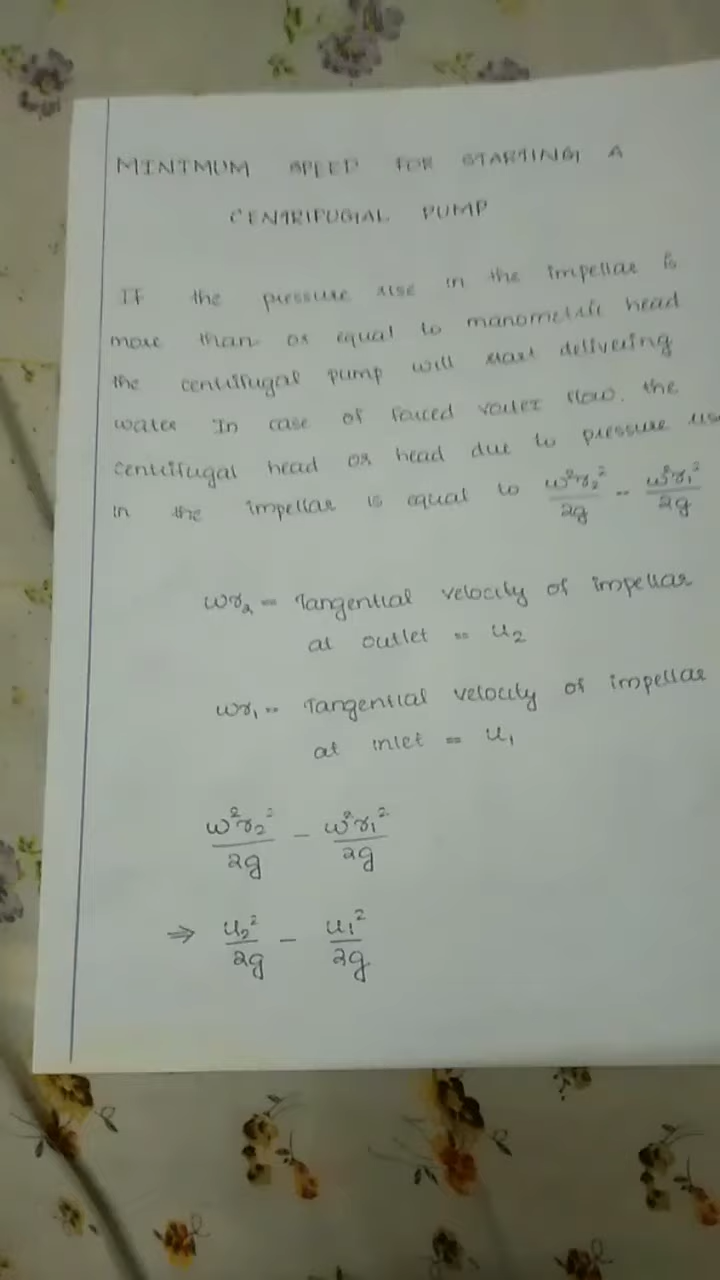 MINIMUM SPEED FOR STARTING A
CENTRIFUGIAL PUMP
IF the pressure rise in the impellar is
more than or equal to manometric head
the centrifugal pump will start delivering
water In case of forced vortex flow. the
centrifugal head or head due to pressure rise
in the impellar is equal to ω²r₂²/2g - ω²r₁²/2g
ωr₂ = Tangential velocity of impellar
at outlet = u₂
ωr₁ = Tangential velocity of impellar
at inlet = u₁
ω²r₂²/2g - ω²r₁²/2g
⇒ u₂²/2g - u₁²/2g